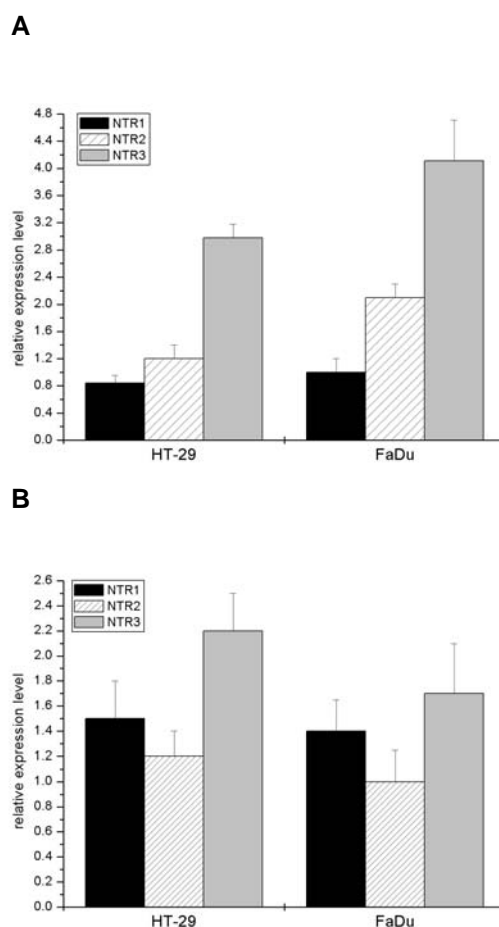 A
relative expression level
4.8
4.4
4.0
3.6
3.2
2.8
2.4
2.0
1.6
1.2
0.8
0.4
0.0
NTR1
NTR2
NTR3
HT-29
FaDu
B
relative expression level
2.6
2.4
2.2
2.0
1.8
1.6
1.4
1.2
1.0
0.8
0.6
0.4
0.2
0.0
NTR1
NTR2
NTR3
HT-29
FaDu